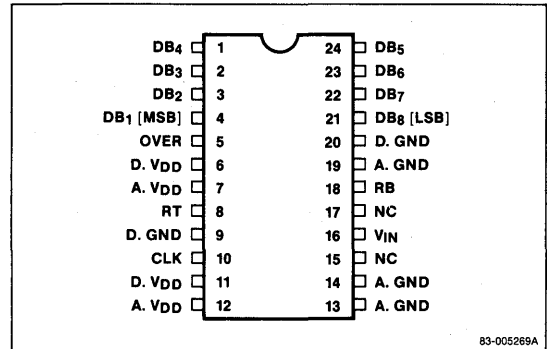 DB4 1 24 DB5
DB3 2 23 DB6
DB2 3 22 DB7
DB1 [MSB] 4 21 DB8 [LSB]
OVER 5 20 D. GND
D. VDD 6 19 A. GND
A. VDD 7 18 RB
RT 8 17 NC
D. GND 9 16 VIN
CLK 10 15 NC
D. VDD 11 14 A. GND
A. VDD 12 13 A. GND
83-005269A